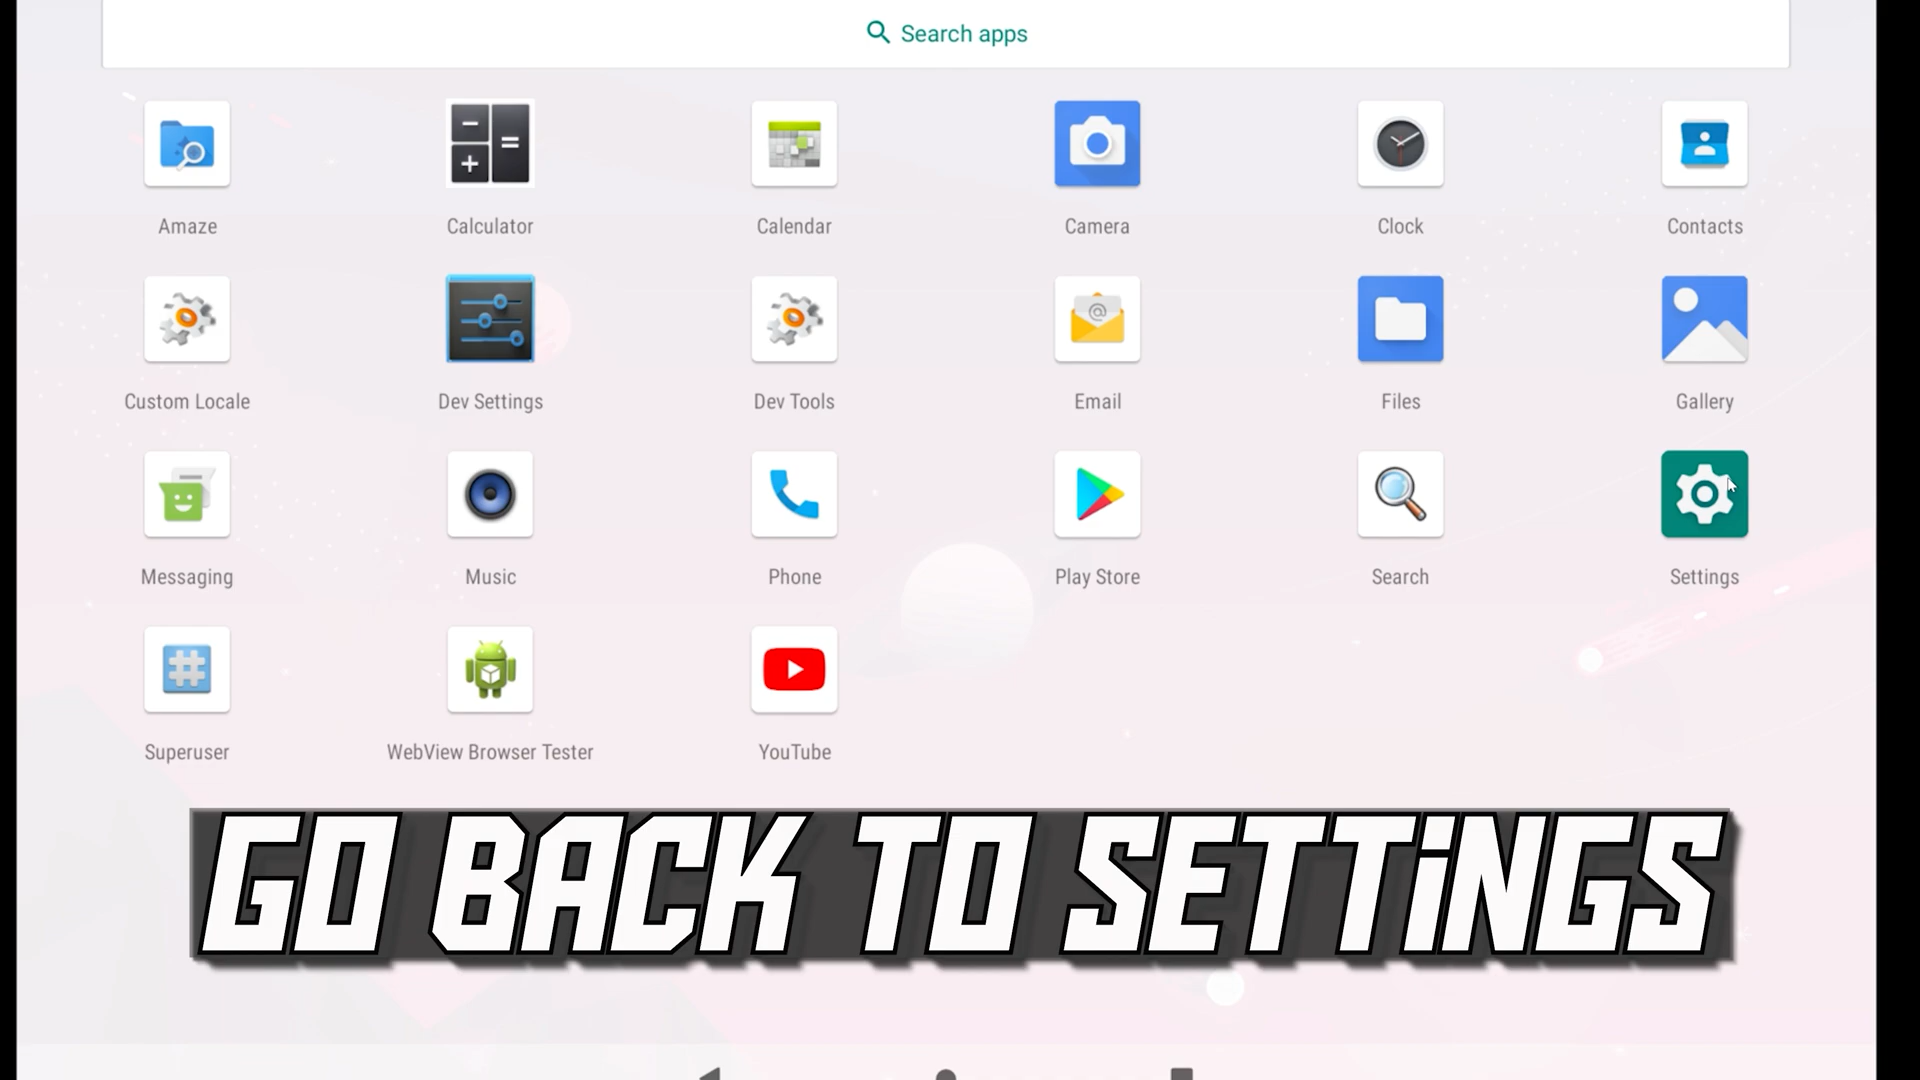 Search apps
Amaze
Calculator
Calendar
Camera
Clock
Contacts
Custom Locale
Dev Settings
Dev Tools
Email
Files
Gallery
Messaging
Music
Phone
Play Store
Search
Settings
Superuser
WebView Browser Tester
YouTube
GO BACK TO SETTiNGS